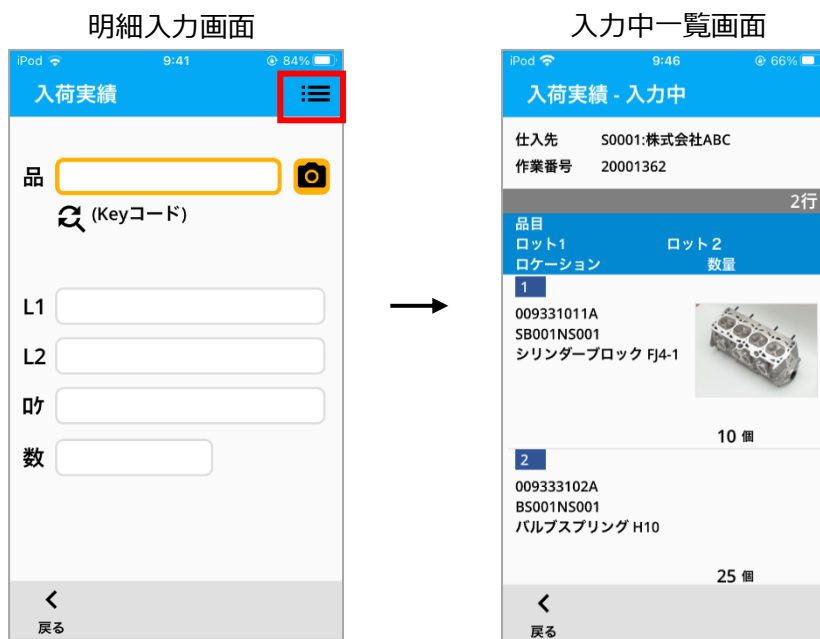 明細入力画面
iPod 9:41 84%
入荷実績
品
(Keyコード)
L1
L2
ﾛｹ
数
戻る
入力中一覧画面
iPod 9:46 66%
入荷実績 - 入力中
仕入先 S0001:株式会社ABC
作業番号 20001362
2行
品目
ロット1 ロット２
ロケーション 数量
1
009331011A
SB001NS001
シリンダーブロック FJ4-1
10 個
2
009333102A
BS001NS001
バルブスプリング H10
25 個
戻る